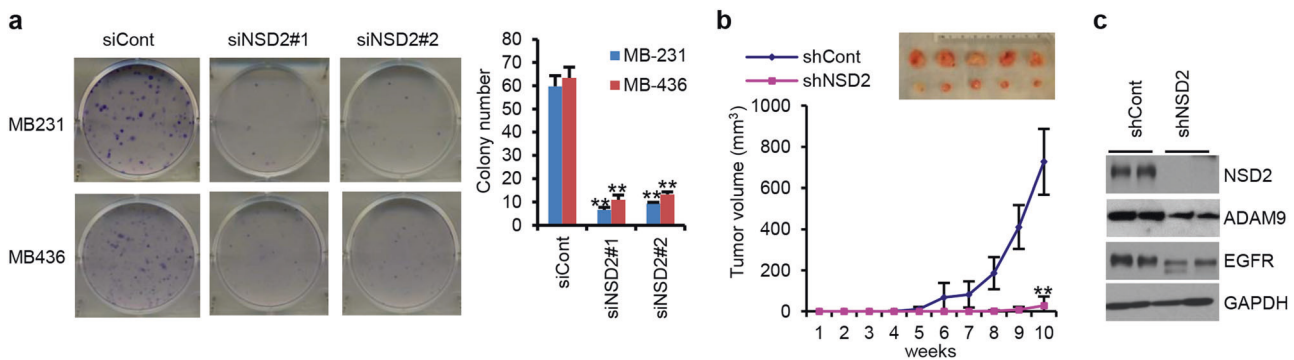 a
siCont
siNSD2#1
siNSD2#2
MB231
MB436
Colony number
80
70
60
50
40
30
20
10
0
MB-231
MB-436
**
**
**
**
siCont
siNSD2#1
siNSD2#2
b
shCont
shNSD2
Tumor volume (mm³)
1000
800
600
400
200
0
**
1 2 3 4 5 6 7 8 9 10
weeks
c
shCont
shNSD2
NSD2
ADAM9
EGFR
GAPDH